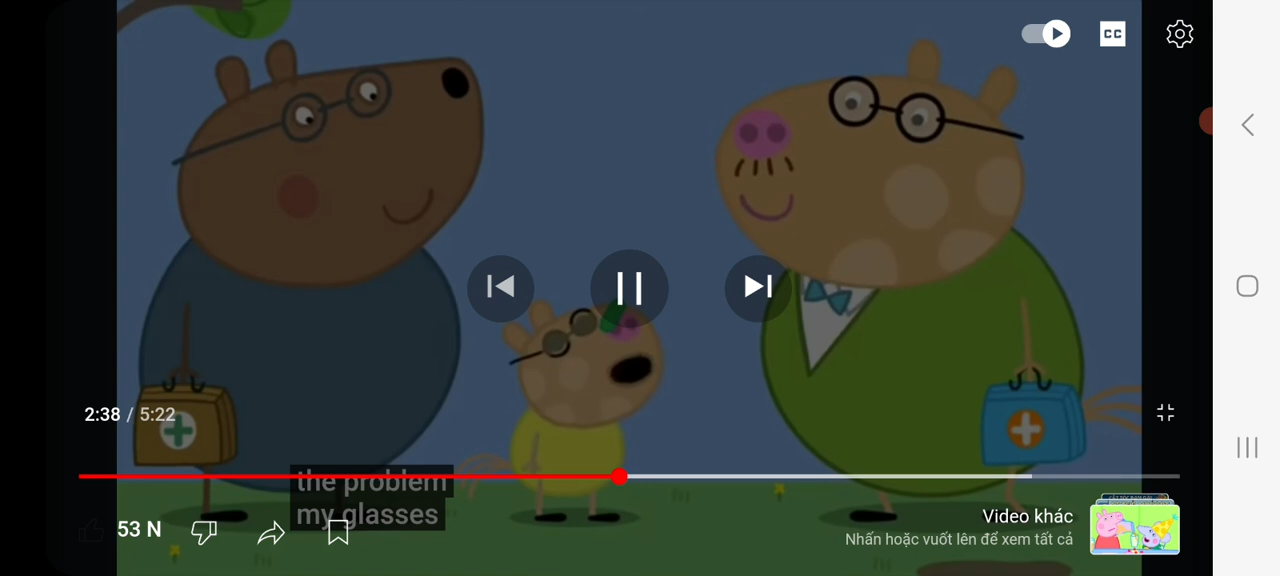 CC
2:38 / 5:22
the problem
my glasses
53 N
Video khác
Nhấn hoặc vuốt lên để xem tất cả